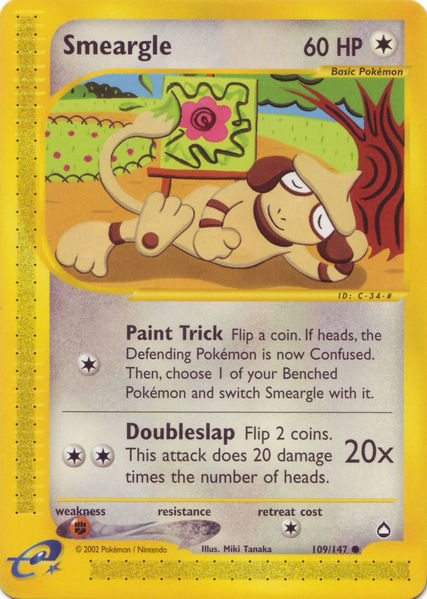 Smeargle 60 HP
Basic Pokémon
ID: C-34-#
Paint Trick Flip a coin. If heads, the
Defending Pokémon is now Confused.
Then, choose 1 of your Benched
Pokémon and switch Smeargle with it.
Doubleslap Flip 2 coins.
This attack does 20 damage 20x
times the number of heads.
weakness resistance retreat cost
© 2002 Pokémon / Nintendo Illus. Miki Tanaka 109/147
e